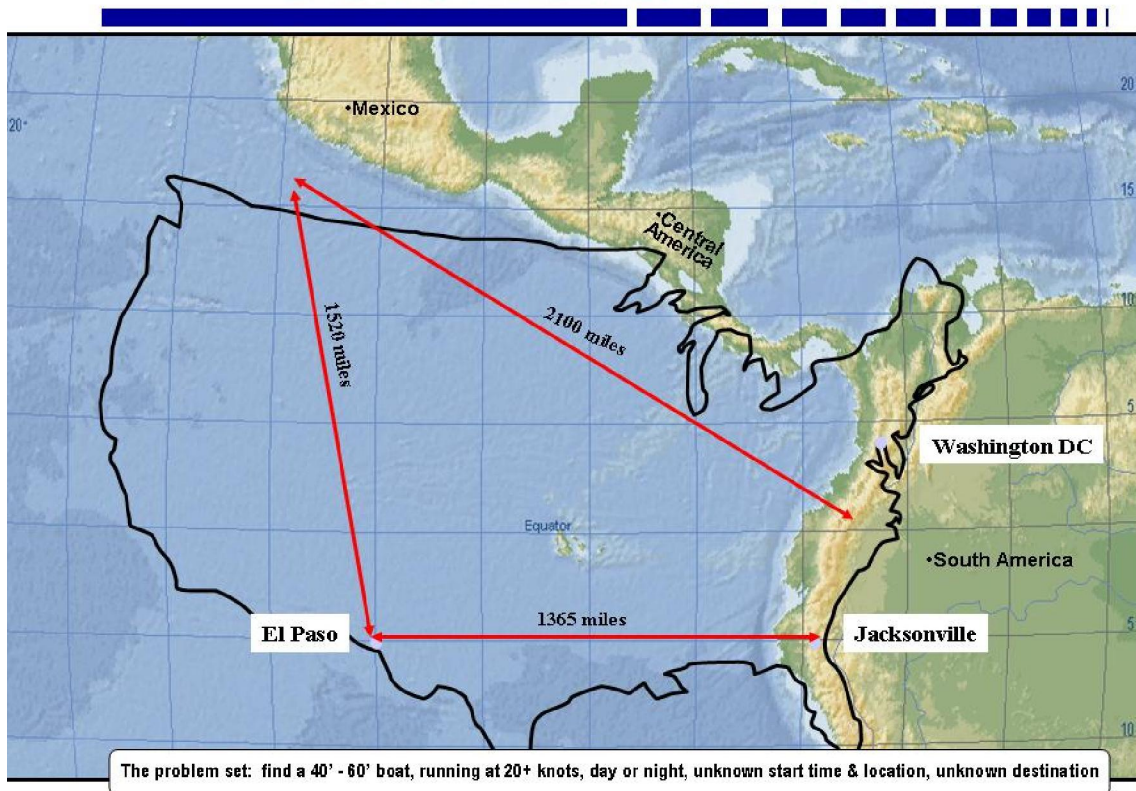 20
•Mexico
20°
15
•Central
America
10
1520 miles
2100 miles
5
Washington DC
Equator
•South America
El Paso
1365 miles
Jacksonville
5
10
The problem set: find a 40' - 60' boat, running at 20+ knots, day or night, unknown start time & location, unknown destination